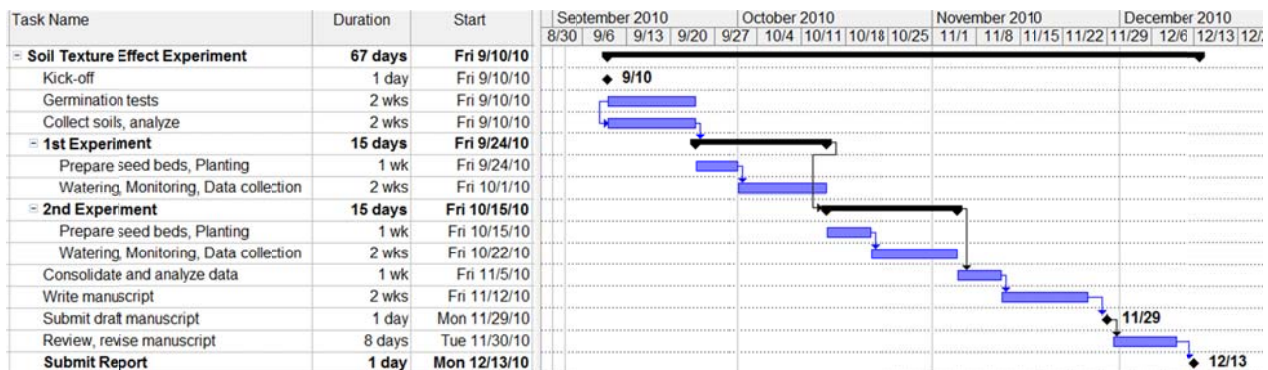 Task Name Duration Start September 2010 October 2010 November 2010 December 2010
8/30 9/6 9/13 9/20 9/27 10/4 10/11 10/18 10/25 11/1 11/8 11/15 11/22 11/29 12/6 12/13
Soil Texture Effect Experiment 67 days Fri 9/10/10
Kick-off 1 day Fri 9/10/10 9/10
Germination tests 2 wks Fri 9/10/10
Collect soils, analyze 2 wks Fri 9/10/10
1st Experiment 15 days Fri 9/24/10
Prepare seed beds, Planting 1 wk Fri 9/24/10
Watering, Monitoring, Data collection 2 wks Fri 10/1/10
2nd Experiment 15 days Fri 10/15/10
Prepare seed beds, Planting 1 wk Fri 10/15/10
Watering, Monitoring, Data collection 2 wks Fri 10/22/10
Consolidate and analyze data 1 wk Fri 11/5/10
Write manuscript 2 wks Fri 11/12/10
Submit draft manuscript 1 day Mon 11/29/10 11/29
Review, revise manuscript 8 days Tue 11/30/10
Submit Report 1 day Mon 12/13/10 12/13